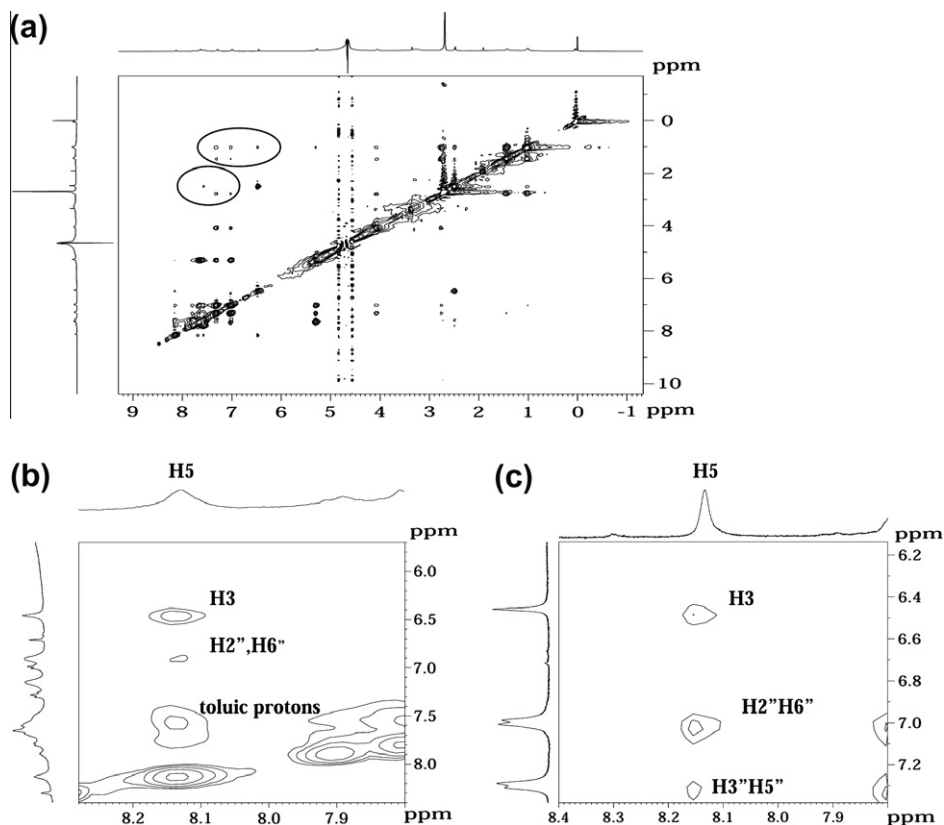 (a)
ppm
0
2
4
6
8
10
9 8 7 6 5 4 3 2 1 0 -1 ppm
(b)
H5
ppm
6.0
H3
6.5
H2”,H6”
7.0
toluic protons
7.5
8.0
8.2 8.1 8.2 7.9 ppm
(c)
H5
ppm
6.2
H3
6.4
6.6
6.8
H2”H6”
7.0
H3”H5”
7.2
8.4 8.3 8.2 8.1 8.0 7.9 ppm